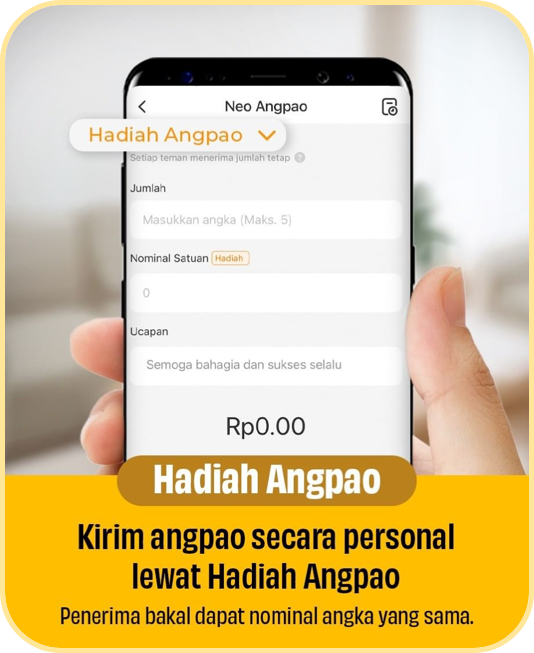 Neo Angpao
Hadiah Angpao
Setiap teman menerima jumlah tetap ?
Jumlah
Masukkan angka (Maks. 5)
Nominal Satuan Hadiah
0
Ucapan
Semoga bahagia dan sukses selalu
Rp0.00
Hadiah Angpao
Kirim angpao secara personal
lewat Hadiah Angpao
Penerima bakal dapat nominal angka yang sama.